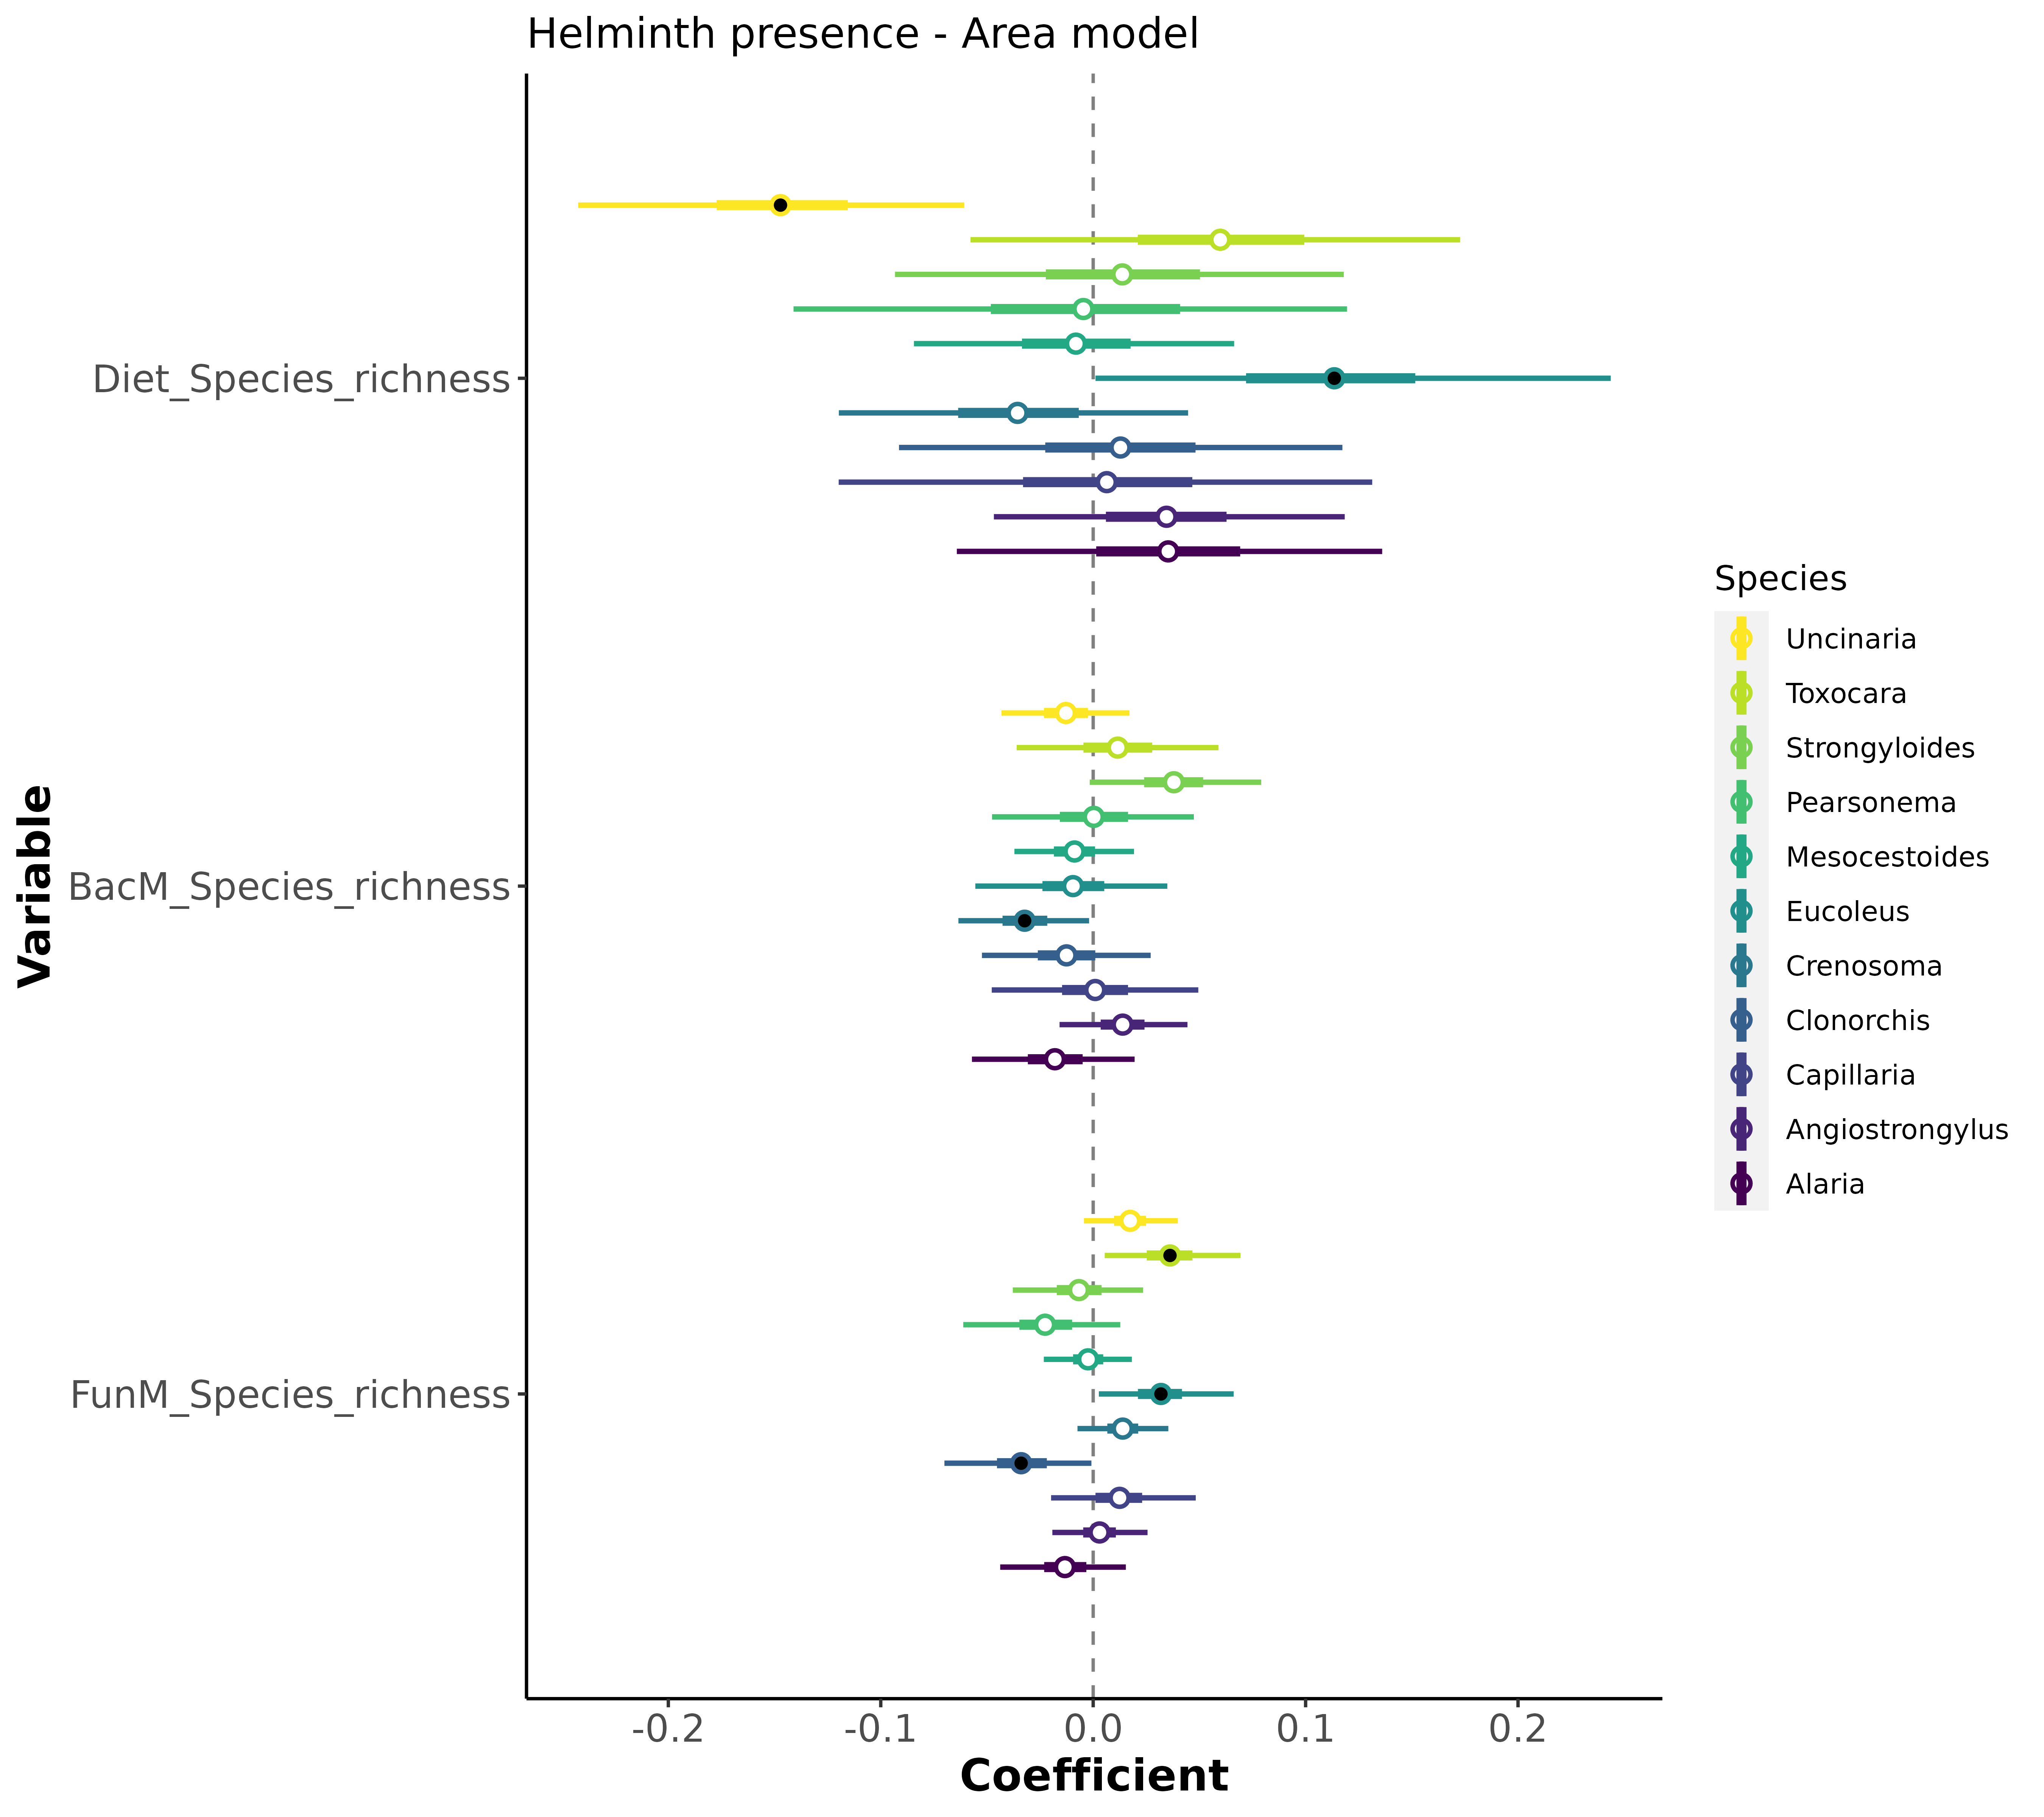 Helminth presence - Area model
Variable
Diet_Species_richness
BacM_Species_richness
FunM_Species_richness
-0.2
-0.1
0.0
0.1
0.2
Coefficient
Species
Uncinaria
Toxocara
Strongyloides
Pearsonema
Mesocestoides
Eucoleus
Crenosoma
Clonorchis
Capillaria
Angiostrongylus
Alaria